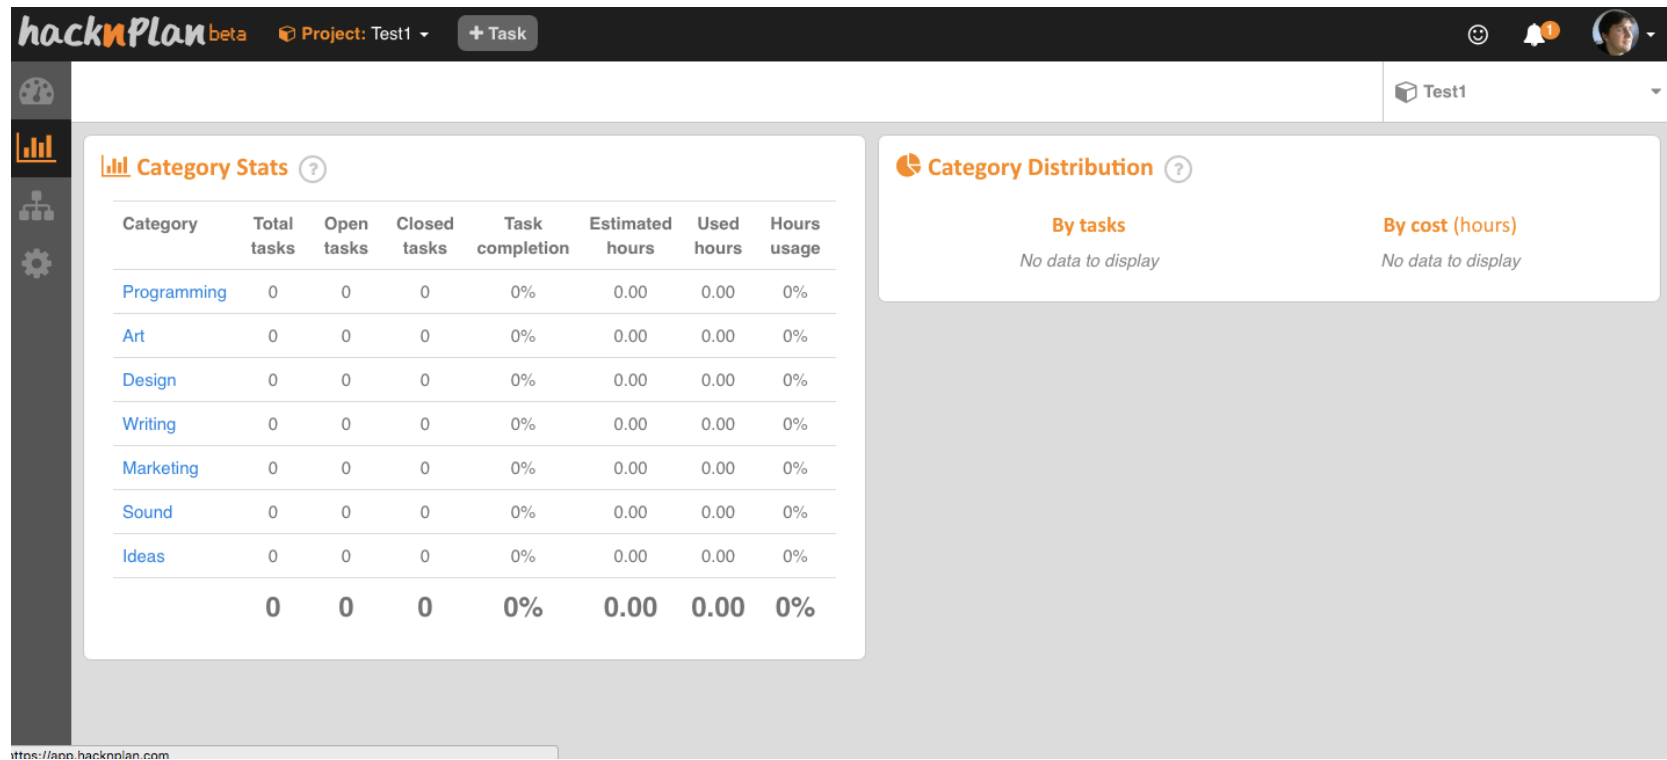 hacknPlan beta Project: Test1 + Task 1
Test1
Category Stats ?
Category Total tasks Open tasks Closed tasks Task completion Estimated hours Used hours Hours usage
Programming 0 0 0 0% 0.00 0.00 0%
Art 0 0 0 0% 0.00 0.00 0%
Design 0 0 0 0% 0.00 0.00 0%
Writing 0 0 0 0% 0.00 0.00 0%
Marketing 0 0 0 0% 0.00 0.00 0%
Sound 0 0 0 0% 0.00 0.00 0%
Ideas 0 0 0 0% 0.00 0.00 0%
0 0 0 0% 0.00 0.00 0%
Category Distribution ?
By tasks By cost (hours)
No data to display No data to display
ttps://app.hacknplan.com